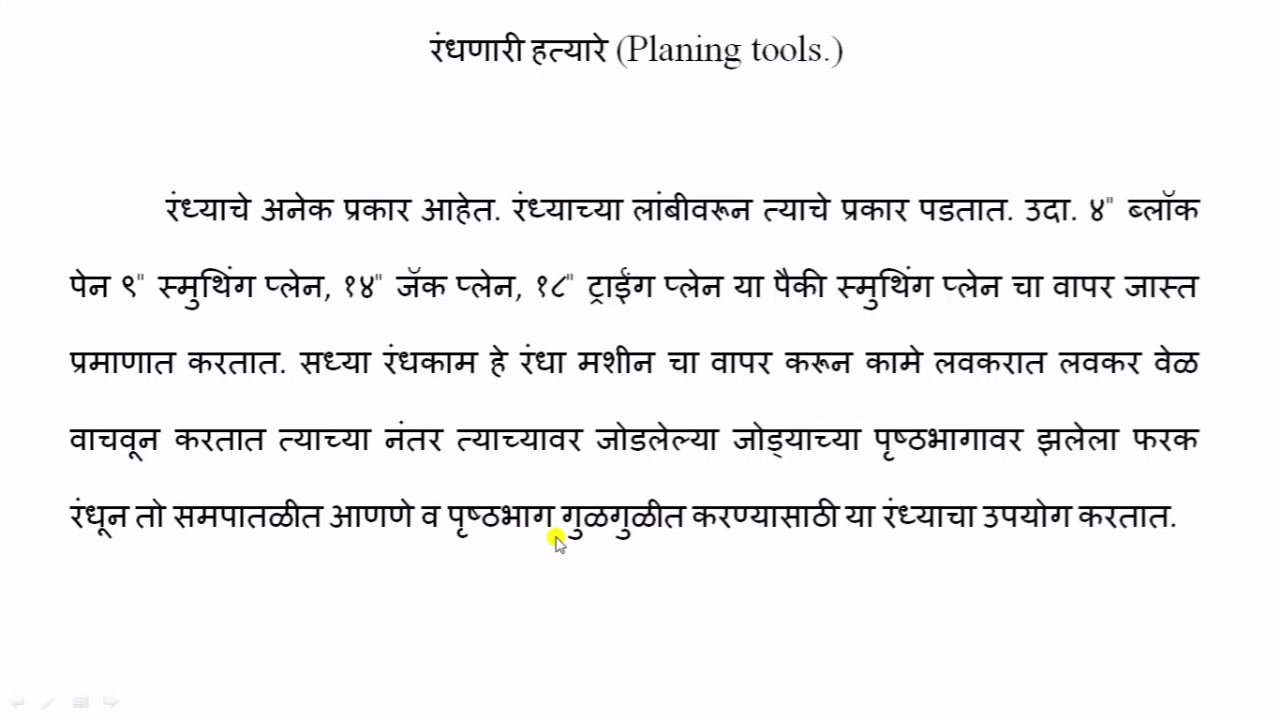 रंधणारी हत्यारे (Planing tools.)
रंध्याचे अनेक प्रकार आहेत. रंध्याच्या लांबीवरून त्याचे प्रकार पडतात. उदा. ४" ब्लॉक
पेन ९" स्मुथिंग प्लेन, १४" जॅक प्लेन, १८" ट्राईंग प्लेन या पैकी स्मुथिंग प्लेन चा वापर जास्त
प्रमाणात करतात. सध्या रंधकाम हे रंधा मशीन चा वापर करून कामे लवकरात लवकर वेळ
वाचवून करतात त्याच्या नंतर त्याच्यावर जोडलेल्या जोड्याच्या पृष्ठभागावर झलेला फरक
रंधून तो समपातळीत आणणे व पृष्ठभाग गुळगुळीत करण्यासाठी या रंध्याचा उपयोग करतात.